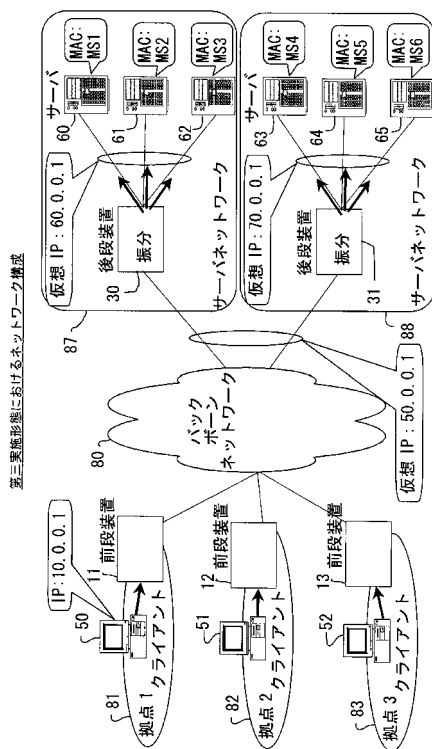 第三実施形態におけるネットワーク構成
IP:10.0.0.1
50
81
拠点 1
クライアント
11
前段装置
51
82
拠点 2
クライアント
12
前段装置
52
83
拠点 3
クライアント
13
前段装置
80
バック
ボーン
ネットワーク
仮想 IP: 50.0.0.1
87
仮想 IP: 60.0.0.1
後段装置
振分
30
サーバネットワーク
サーバ
60
MAC:
MS1
61
MAC:
MS2
62
MAC:
MS3
88
仮想 IP: 70.0.0.1
後段装置
振分
31
サーバネットワーク
サーバ
63
MAC:
MS4
64
MAC:
MS5
65
MAC:
MS6